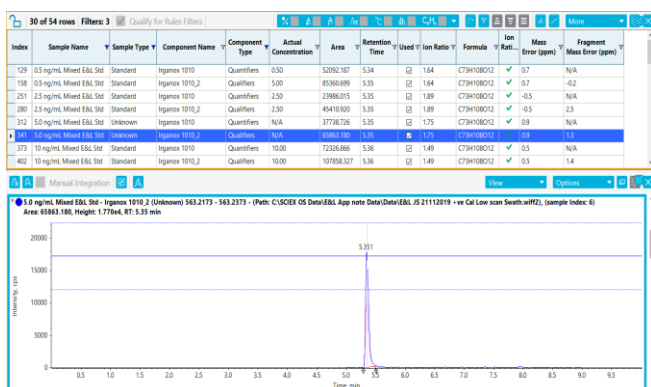 30 of 54 rows Filters: 3 Qualify for Rules Filters More
Index Sample Name Sample Type Component Name Component Type Actual Concentration Area Retention Time Used Ion Ratio Formula Ion Rati... Mass Error (ppm) Fragment Mass Error (ppm)
129 0.5 ng/mL Mixed E&L Std Standard Irganox 1010 Quantifiers 0.50 52092.187 5.34 1.64 C73H108O12 0.7 N/A
158 0.5 ng/mL Mixed E&L Std Standard Irganox 1010_2 Quantifiers 5.00 85360.699 5.35 1.64 C73H108O12 0.7 -0.2
251 2.5 ng/mL Mixed E&L Std Standard Irganox 1010 Quantifiers 2.50 23986.015 5.35 1.89 C73H108O12 -0.5 N/A
280 2.5 ng/mL Mixed E&L Std Standard Irganox 1010_2 Quantifiers 2.50 45410.920 5.35 1.89 C73H108O12 -0.5 2.5
312 5.0 ng/mL Mixed E&L Std Unknown Irganox 1010 Quantifiers N/A 37738.726 5.35 1.75 C73H108O12 0.9 N/A
341 5.0 ng/mL Mixed E&L Std Unknown Irganox 1010_2 Qualifiers N/A 65863.180 5.35 1.75 C73H108O12 0.9 1.3
373 10 ng/mL Mixed E&L Std Standard Irganox 1010 Quantifiers 10.00 72326.866 5.36 1.49 C73H108O12 0.5 N/A
402 10 ng/mL Mixed E&L Std Standard Irganox 1010_2 Quantifiers 10.00 107858.327 5.36 1.49 C73H108O12 0.5 1.4
Manual Integration View Options
5.0 ng/mL Mixed E&L Std - Irganox 1010_2 (Unknown) 563.2173 - 563.2373 - (Path: C:\SCIEX OS Data\E&L App note Data\Data\E&L JS 21112019 +ve Cal Low scan Swath.wiff2), (sample Index: 6)
Area: 65863.180, Height: 1.770e4, RT: 5.35 min
5.351
Intensity, cps
20000
15000
10000
5000
0
0.5 1.0 1.5 2.0 2.5 3.0 3.5 4.0 4.5 5.0 5.5 6.0 6.5 7.0 7.5 8.0 8.5 9.0 9.5
Time, min